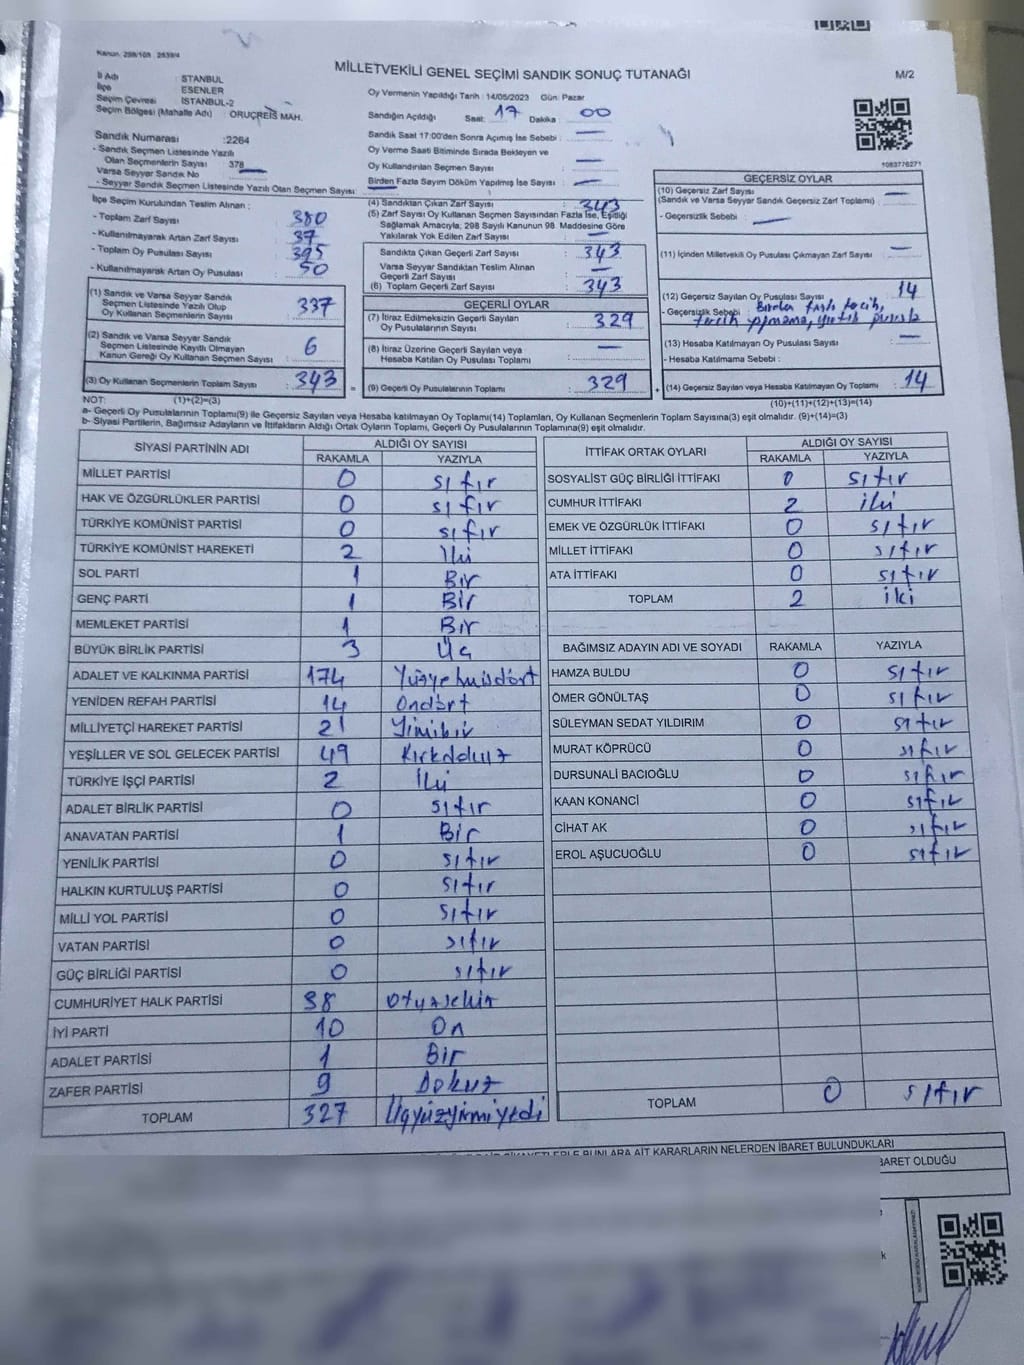 Kanun. 298/105 : 2839/4
MİLLETVEKİLİ GENEL SEÇİMİ SANDIK SONUÇ TUTANAĞI
M/2
İl Adı : İSTANBUL
İlçe : ESENLER
Seçim Çevresi : İSTANBUL-2
Seçim Bölgesi (Mahalle Adı) : ORUÇREİS MAH.
Sandık Numarası :2264
- Sandık Seçmen Listesinde Yazılı
Olan Seçmenlerin Sayısı : 378
Varsa Seyyar Sandık No
- Seyyar Sandık Seçmen Listesinde Yazılı Olan Seçmen Sayısı :
Oy Vermenin Yapıldığı Tarih : 14/05/2023 Gün: Pazar
Sandığın Açıldığı Saat: 17 Dakika : 00
Sandık Saat 17:00'den Sonra Açılmış İse Sebebi : —
Oy Verme Saati Bitiminde Sırada Bekleyen ve
Oy Kullandırılan Seçmen Sayısı : —
Birden Fazla Sayım Döküm Yapılmış İse Sayısı : —
1083776271
İlçe Seçim Kurulundan Teslim Alınan :
- Toplam Zarf Sayısı : 380
- Kullanılmayarak Artan Zarf Sayısı : 37
- Toplam Oy Pusulası Sayısı : 395
- Kullanılmayarak Artan Oy Pusulası : 50
(1) Sandık ve Varsa Seyyar Sandık
Seçmen Listesinde Yazılı Olup
Oy Kullanan Seçmenlerin Sayısı : 337
(2) Sandık ve Varsa Seyyar Sandık
Seçmen Listesinde Kayıtlı Olmayan
Kanun Gereği Oy Kullanan Seçmen Sayısı : 6
(3) Oy Kullanan Seçmenlerin Toplam Sayısı : 343 =
(4) Sandıktan Çıkan Zarf Sayısı : 343
(5) Zarf Sayısı Oy Kullanan Seçmen Sayısından Fazla İse, Eşitliği
Sağlamak Amacıyla, 298 Sayılı Kanunun 98. Maddesine Göre
Yakılarak Yok Edilen Zarf Sayısı : —
Sandıkta Çıkan Geçerli Zarf Sayısı : 343
Varsa Seyyar Sandıktan Teslim Alınan
Geçerli Zarf Sayısı : —
(6) Toplam Geçerli Zarf Sayısı : 343
GEÇERLİ OYLAR
(7) İtiraz Edilmeksizin Geçerli Sayılan
Oy Pusulalarının Sayısı : 329
(8) İtiraz Üzerine Geçerli Sayılan veya
Hesaba Katılan Oy Pusulası Toplamı : —
(9) Geçerli Oy Pusulalarının Toplamı : 329 +
GEÇERSİZ OYLAR
(10) Geçersiz Zarf Sayısı
(Sandık ve Varsa Seyyar Sandık Geçersiz Zarf Toplamı) : —
- Geçersizlik Sebebi : —
(11) İçinden Milletvekili Oy Pusulası Çıkmayan Zarf Sayısı : —
(12) Geçersiz Sayılan Oy Pusulası Sayısı : 14
- Geçersizlik Sebebi : Birden fazla tercih,
tercih yapmama, yırtık pusula
(13) Hesaba Katılmayan Oy Pusulası Sayısı : —
- Hesaba Katılmama Sebebi :
(14) Geçersiz Sayılan veya Hesaba Katılmayan Oy Toplamı : 14
NOT: (1)+(2)=(3)
(10)+(11)+(12)+(13)=(14)
a- Geçerli Oy Pusulalarının Toplamı(9) ile Geçersiz Sayılan veya Hesaba katılmayan Oy Toplamı(14) Toplamları, Oy Kullanan Seçmenlerin Toplam Sayısına(3) eşit olmalıdır. (9)+(14)=(3)
b- Siyasi Partilerin, Bağımsız Adayların ve İttifakların Aldığı Ortak Oyların Toplamı, Geçerli Oy Pusulalarının Toplamına(9) eşit olmalıdır.
SİYASİ PARTİNİN ADI ALDIĞI OY SAYISI
RAKAMLA YAZIYLA
MİLLET PARTİSİ 0 sıfır
HAK VE ÖZGÜRLÜKLER PARTİSİ 0 sıfır
TÜRKİYE KOMÜNİST PARTİSİ 0 sıfır
TÜRKİYE KOMÜNİST HAREKETİ 2 İki
SOL PARTİ 1 Bir
GENÇ PARTİ 1 Bir
MEMLEKET PARTİSİ 1 Bir
BÜYÜK BİRLİK PARTİSİ 3 Üç
ADALET VE KALKINMA PARTİSİ 174 Yüzyetmişdört
YENİDEN REFAH PARTİSİ 14 Ondört
MİLLİYETÇİ HAREKET PARTİSİ 21 Yirmibir
YEŞİLLER VE SOL GELECEK PARTİSİ 49 Kırkdokuz
TÜRKİYE İŞÇİ PARTİSİ 2 İki
ADALET BİRLİK PARTİSİ 0 sıfır
ANAVATAN PARTİSİ 1 Bir
YENİLİK PARTİSİ 0 sıfır
HALKIN KURTULUŞ PARTİSİ 0 sıfır
MİLLİ YOL PARTİSİ 0 sıfır
VATAN PARTİSİ 0 sıfır
GÜÇ BİRLİĞİ PARTİSİ 0 sıfır
CUMHURİYET HALK PARTİSİ 38 Otuzsekiz
İYİ PARTİ 10 On
ADALET PARTİSİ 1 Bir
ZAFER PARTİSİ 9 Dokuz
TOPLAM 327 Üçyüzyirmiyedi
İTTİFAK ORTAK OYLARI ALDIĞI OY SAYISI
RAKAMLA YAZIYLA
SOSYALİST GÜÇ BİRLİĞİ İTTİFAKI 0 sıfır
CUMHUR İTTİFAKI 2 iki
EMEK VE ÖZGÜRLÜK İTTİFAKI 0 sıfır
MİLLET İTTİFAKI 0 sıfır
ATA İTTİFAKI 0 sıfır
TOPLAM 2 iki
BAĞIMSIZ ADAYIN ADI VE SOYADI RAKAMLA YAZIYLA
HAMZA BULDU 0 sıfır
ÖMER GÖNÜLTAŞ 0 sıfır
SÜLEYMAN SEDAT YILDIRIM 0 sıfır
MURAT KÖPRÜCÜ 0 sıfır
DURSUNALİ BACIOĞLU 0 sıfır
KAAN KONANCİ 0 sıfır
CİHAT AK 0 sıfır
EROL AŞUCUOĞLU 0 sıfır
TOPLAM 0 sıfır
BUNLARA AİT KARARLARIN NELERDEN İBARET BULUNDUKLARI
BARET OLDUĞU